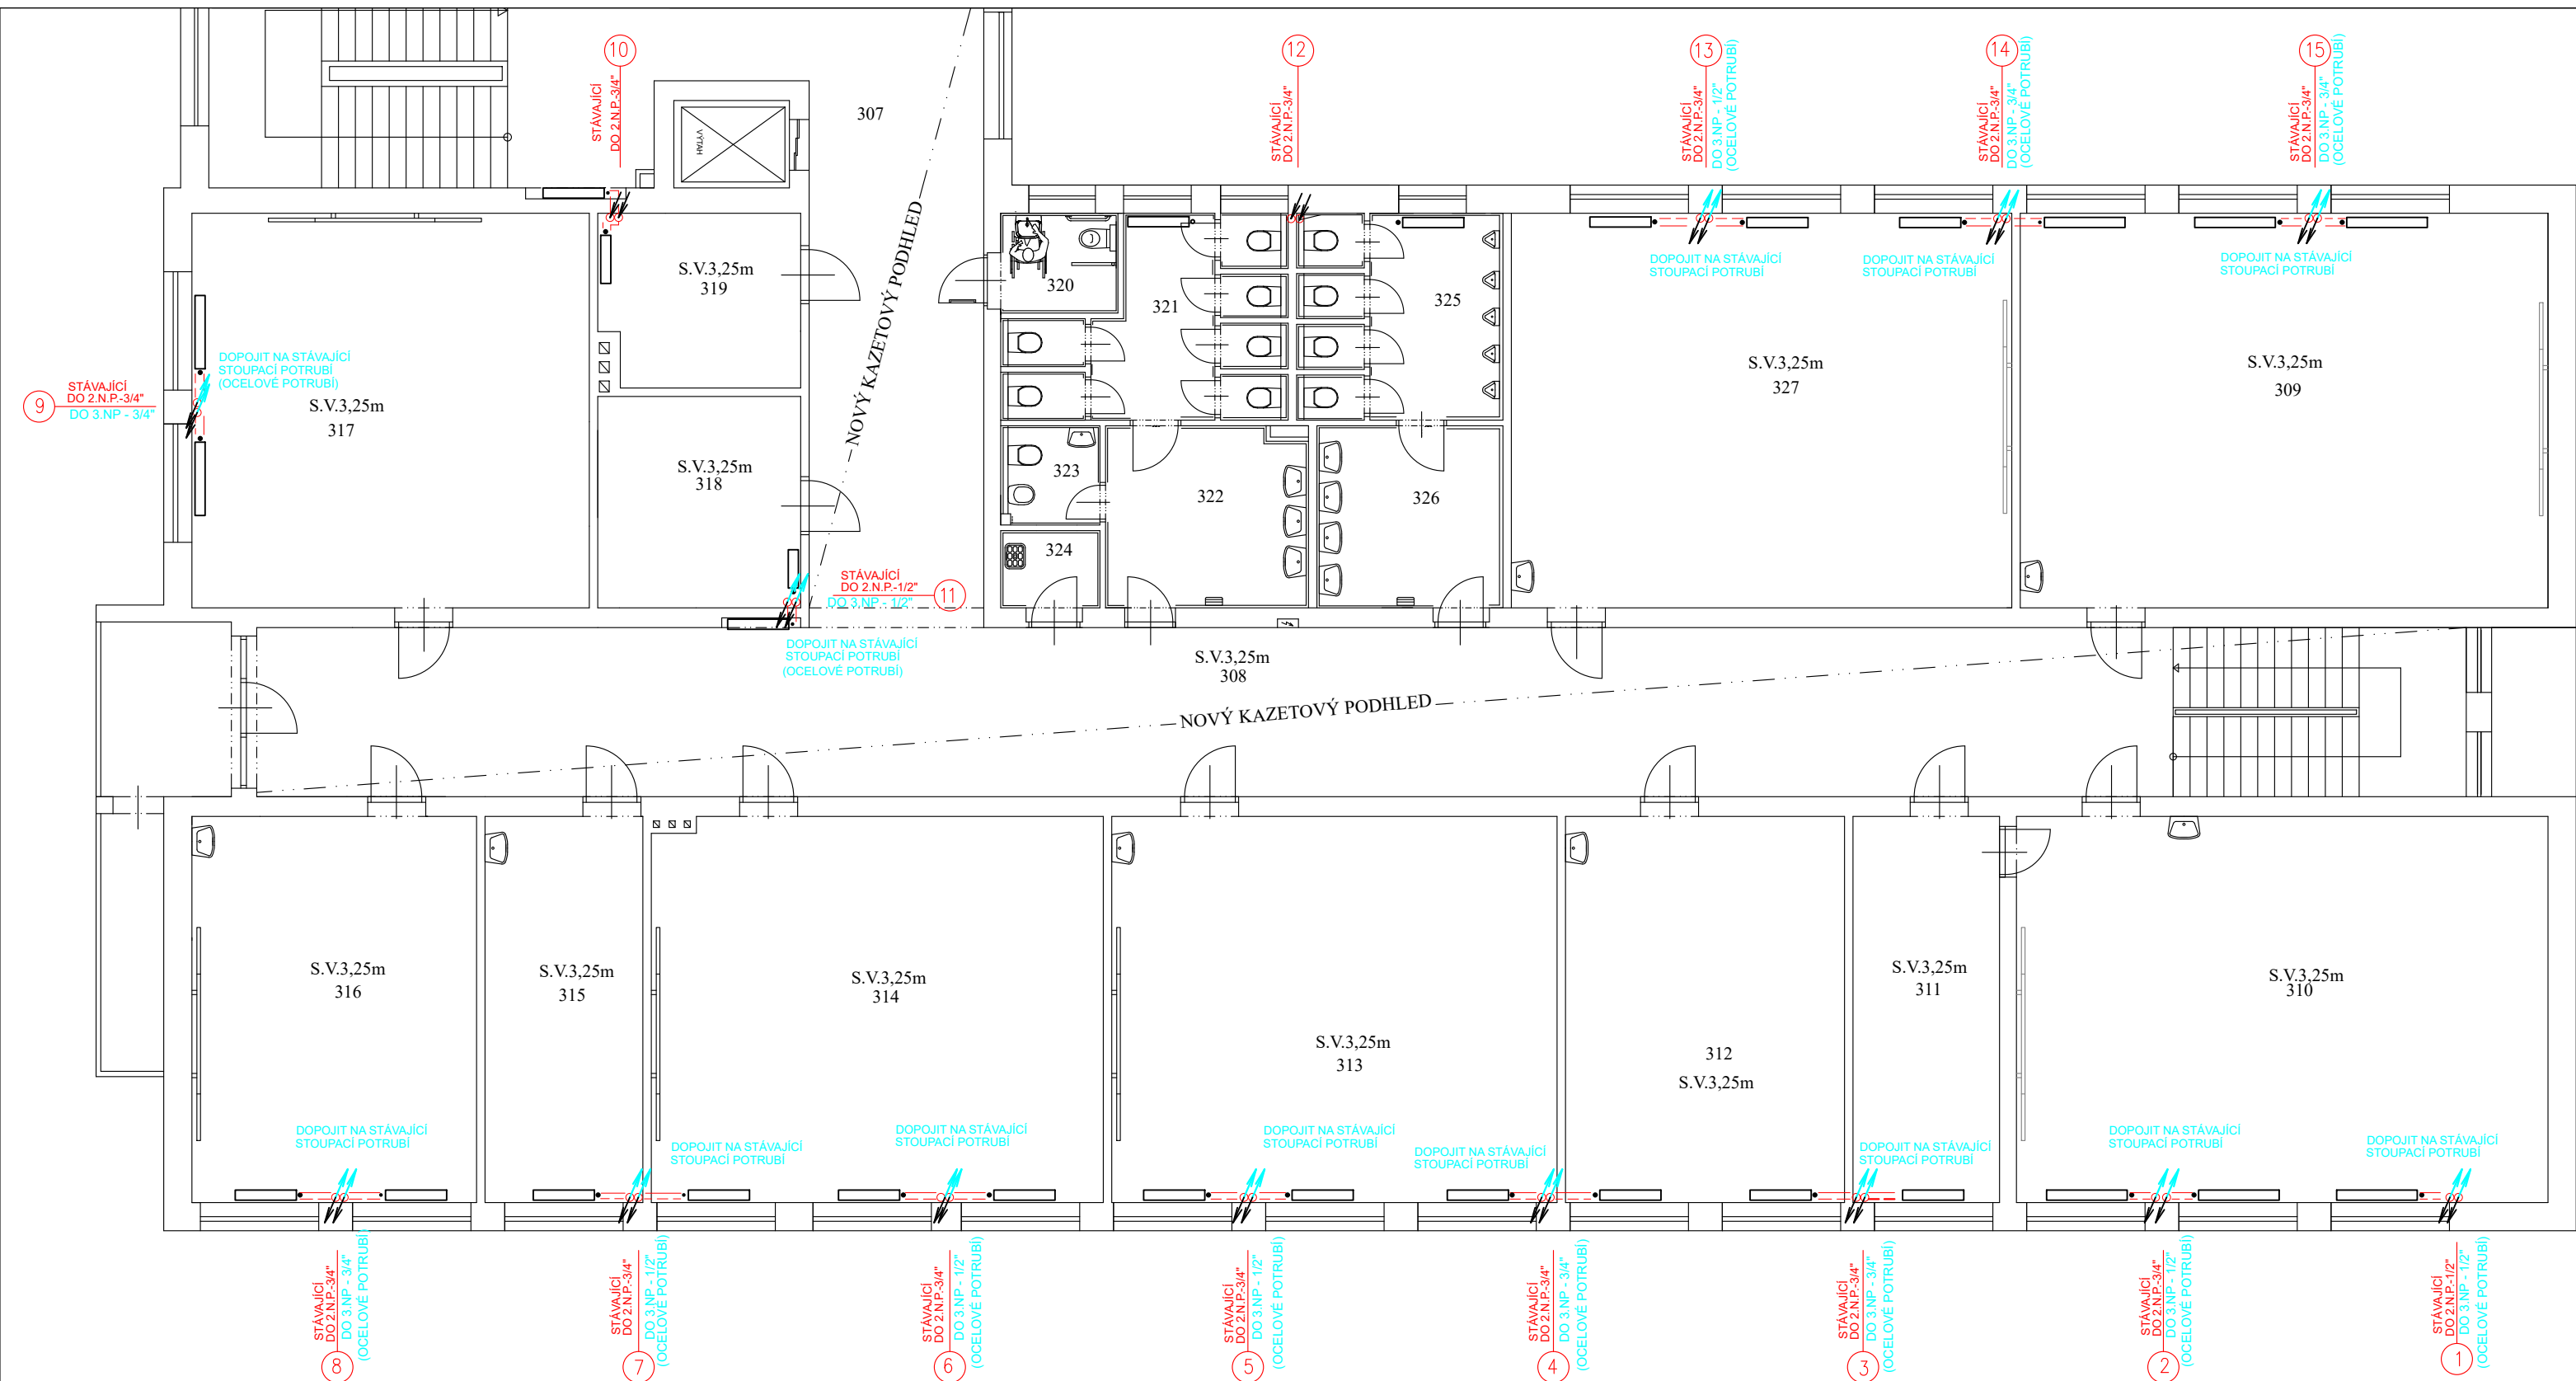 10
STÁVAJÍCÍ
DO 2.N.P.-3/4"
12
STÁVAJÍCÍ
DO 2.N.P.-3/4"
13
STÁVAJÍCÍ
DO 2.N.P.-3/4"
DO 3.NP - 1/2"
(OCELOVÉ POTRUBÍ)
14
STÁVAJÍCÍ
DO 2.N.P.-3/4"
DO 3.NP - 3/4"
(OCELOVÉ POTRUBÍ)
15
STÁVAJÍCÍ
DO 2.N.P.-3/4"
DO 3.NP - 3/4"
(OCELOVÉ POTRUBÍ)
VÝTAH
307
NOVÝ KAZETOVÝ PODHLED
S.V.3,25m
319
320
321
325
DOPOJIT NA STÁVAJÍCÍ
STOUPACÍ POTRUBÍ
DOPOJIT NA STÁVAJÍCÍ
STOUPACÍ POTRUBÍ
DOPOJIT NA STÁVAJÍCÍ
STOUPACÍ POTRUBÍ
DOPOJIT NA STÁVAJÍCÍ
STOUPACÍ POTRUBÍ
(OCELOVÉ POTRUBÍ)
9
STÁVAJÍCÍ
DO 2.N.P.-3/4"
DO 3.NP - 3/4"
S.V.3,25m
317
S.V.3,25m
327
S.V.3,25m
309
S.V.3,25m
318
323
322
326
324
STÁVAJÍCÍ
DO 2.N.P.-1/2"
DO 3.NP - 1/2"
11
DOPOJIT NA STÁVAJÍCÍ
STOUPACÍ POTRUBÍ
(OCELOVÉ POTRUBÍ)
S.V.3,25m
308
NOVÝ KAZETOVÝ PODHLED
S.V.3,25m
316
S.V.3,25m
315
S.V.3,25m
314
S.V.3,25m
313
312
S.V.3,25m
S.V.3,25m
311
S.V.3,25m
310
DOPOJIT NA STÁVAJÍCÍ
STOUPACÍ POTRUBÍ
DOPOJIT NA STÁVAJÍCÍ
STOUPACÍ POTRUBÍ
DOPOJIT NA STÁVAJÍCÍ
STOUPACÍ POTRUBÍ
DOPOJIT NA STÁVAJÍCÍ
STOUPACÍ POTRUBÍ
DOPOJIT NA STÁVAJÍCÍ
STOUPACÍ POTRUBÍ
DOPOJIT NA STÁVAJÍCÍ
STOUPACÍ POTRUBÍ
DOPOJIT NA STÁVAJÍCÍ
STOUPACÍ POTRUBÍ
DOPOJIT NA STÁVAJÍCÍ
STOUPACÍ POTRUBÍ
STÁVAJÍCÍ
DO 2.N.P.-3/4"
DO 3.NP - 3/4"
(OCELOVÉ POTRUBÍ)
8
STÁVAJÍCÍ
DO 2.N.P.-3/4"
DO 3.NP - 1/2"
(OCELOVÉ POTRUBÍ)
7
STÁVAJÍCÍ
DO 2.N.P.-3/4"
DO 3.NP - 1/2"
(OCELOVÉ POTRUBÍ)
6
STÁVAJÍCÍ
DO 2.N.P.-3/4"
DO 3.NP - 1/2"
(OCELOVÉ POTRUBÍ)
5
STÁVAJÍCÍ
DO 2.N.P.-3/4"
DO 3.NP - 3/4"
(OCELOVÉ POTRUBÍ)
4
STÁVAJÍCÍ
DO 2.N.P.-3/4"
DO 3.NP - 3/4"
(OCELOVÉ POTRUBÍ)
3
STÁVAJÍCÍ
DO 2.N.P.-3/4"
DO 3.NP - 1/2"
(OCELOVÉ POTRUBÍ)
2
STÁVAJÍCÍ
DO 2.N.P.-1/2"
DO 3.NP - 1/2"
(OCELOVÉ POTRUBÍ)
1